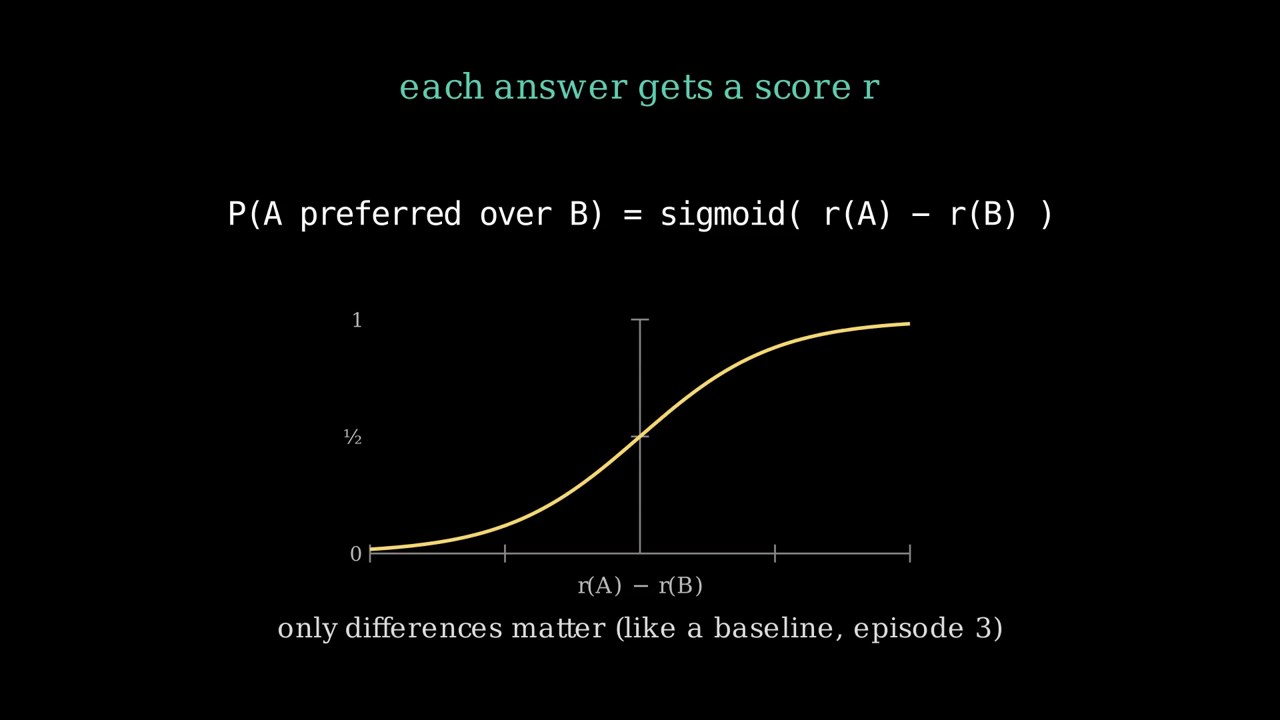 each answer gets a score r
P(A preferred over B) = sigmoid( r(A) − r(B) )
1
½
0
r(A) − r(B)
only differences matter (like a baseline, episode 3)